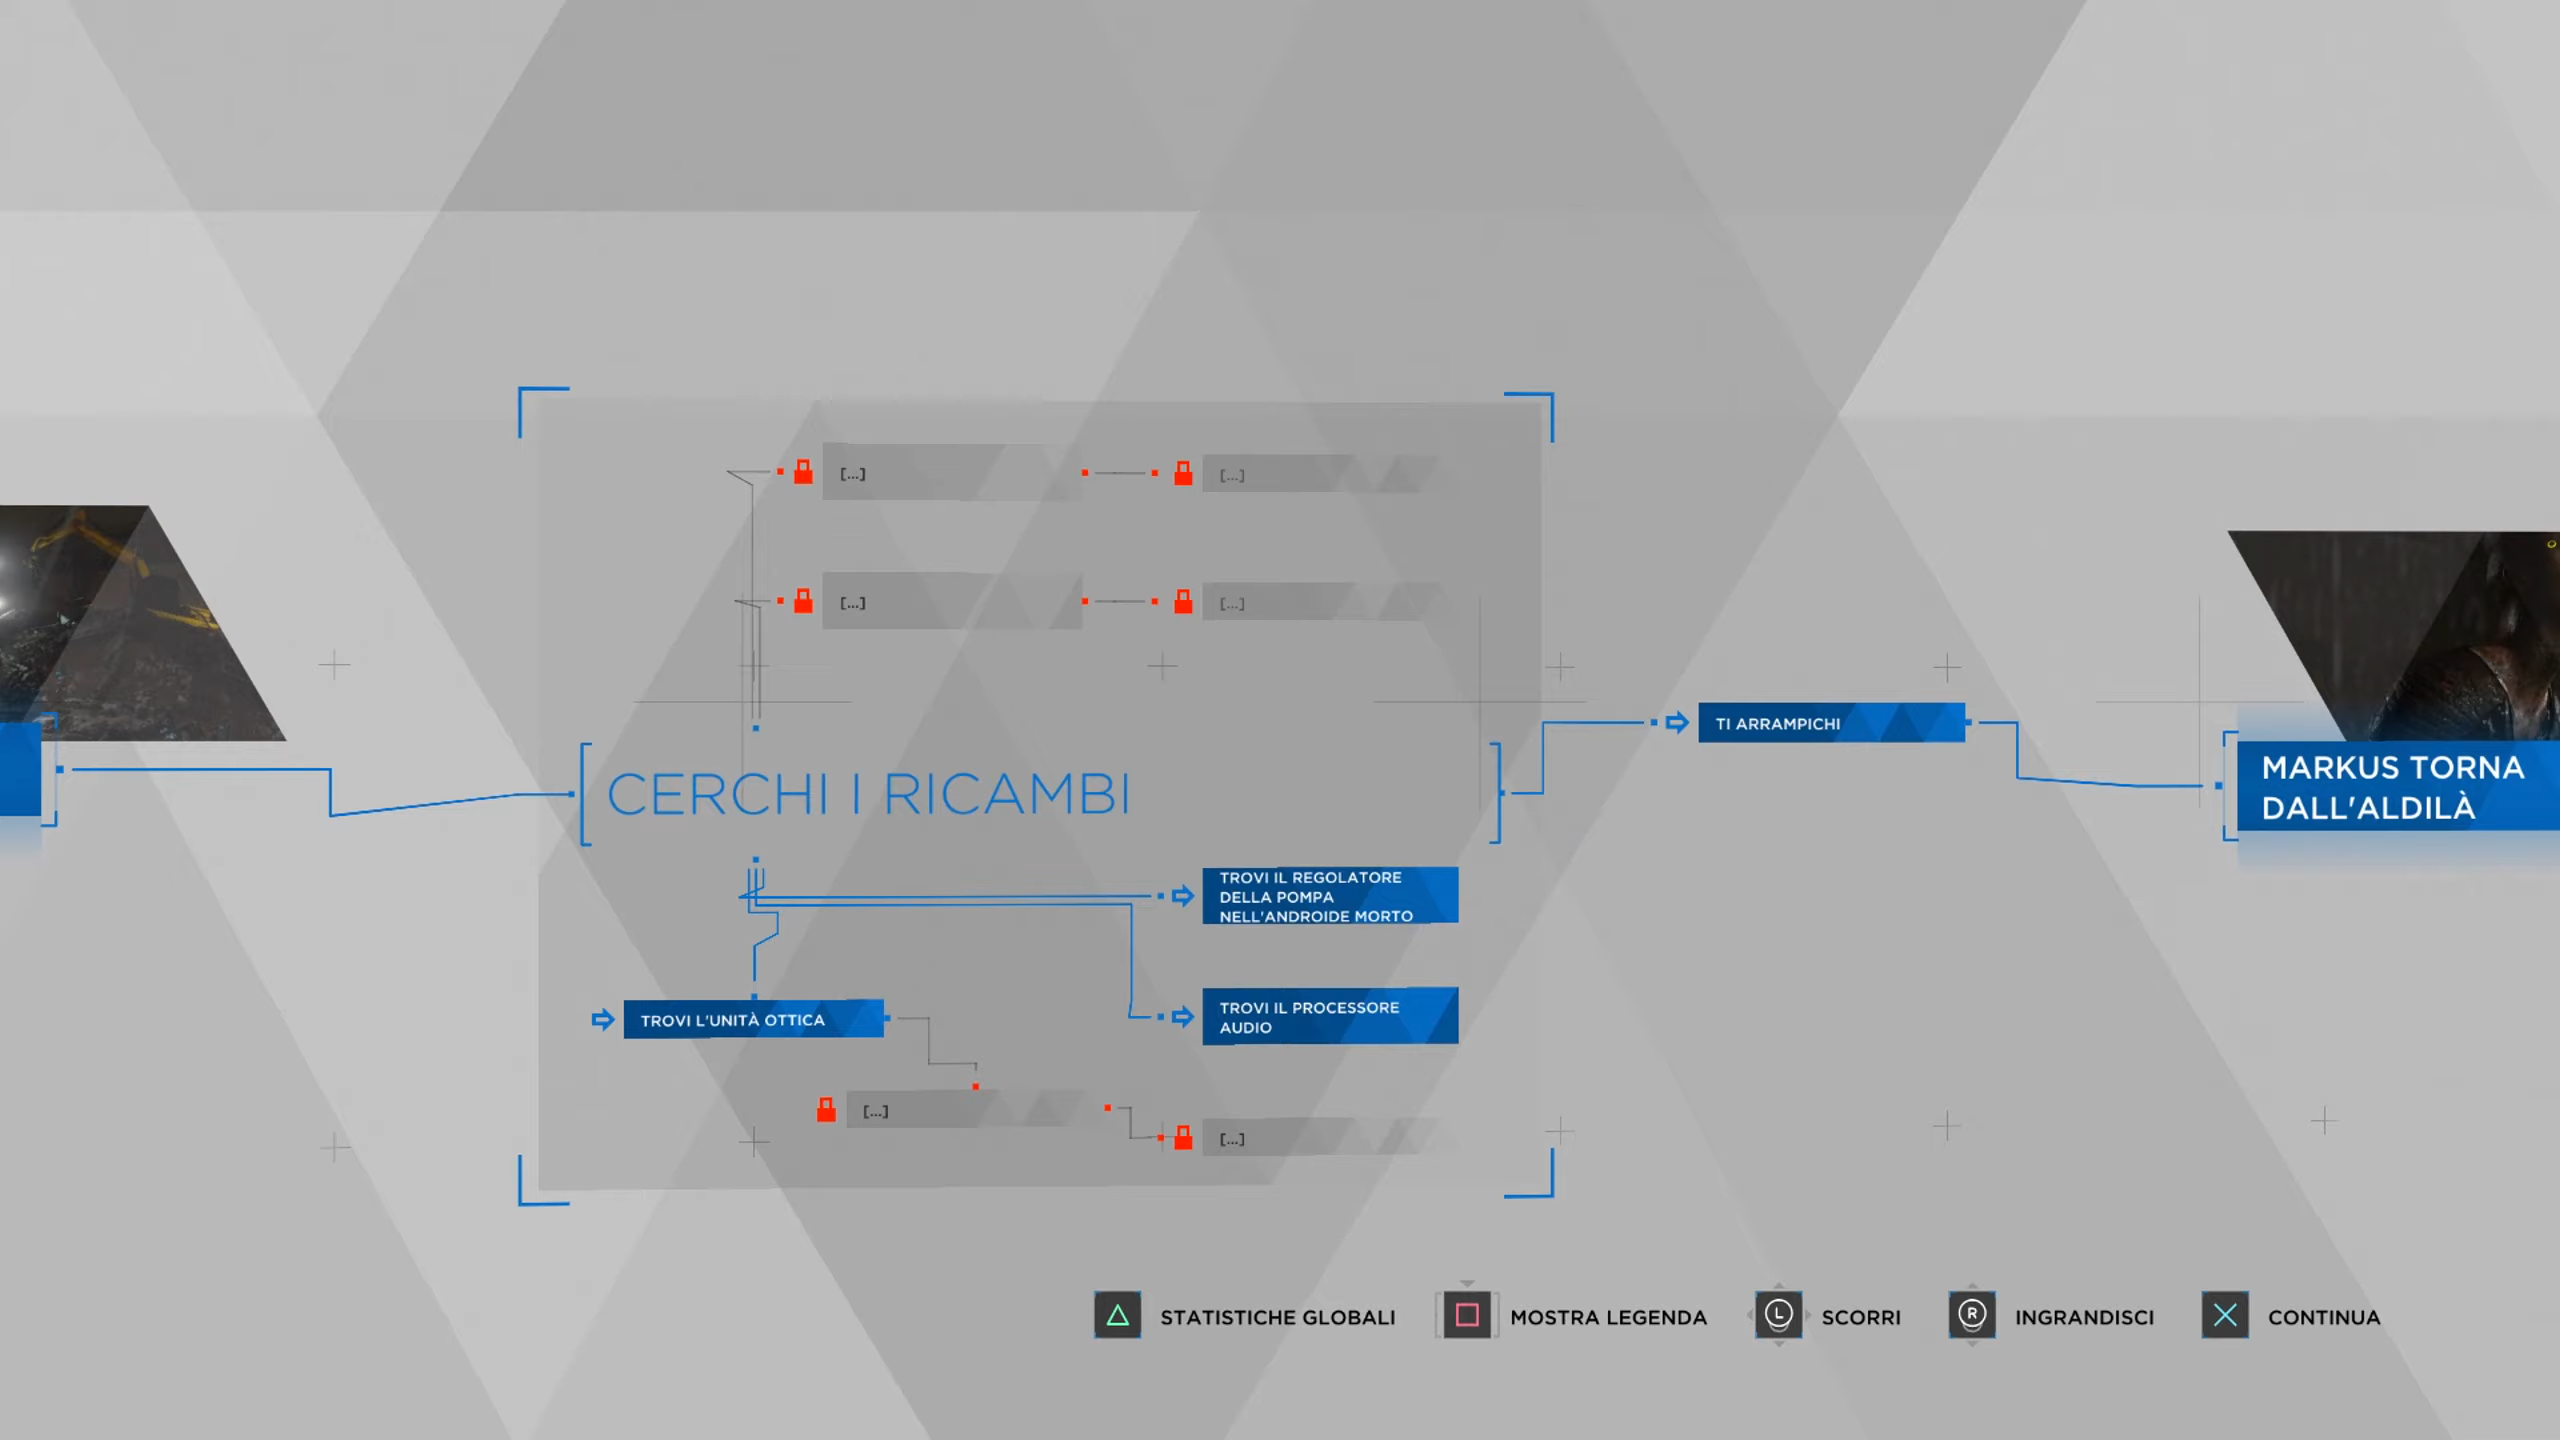 [...]
[...]
[...]
[...]
CERCHI I RICAMBI
TI ARRAMPICHI
MARKUS TORNA
DALL'ALDILÀ
TROVI IL REGOLATORE
DELLA POMPA
NELL'ANDROIDE MORTO
TROVI L'UNITÀ OTTICA
TROVI IL PROCESSORE
AUDIO
[...]
[...]
STATISTICHE GLOBALI
MOSTRA LEGENDA
L
SCORRI
R
INGRANDISCI
CONTINUA